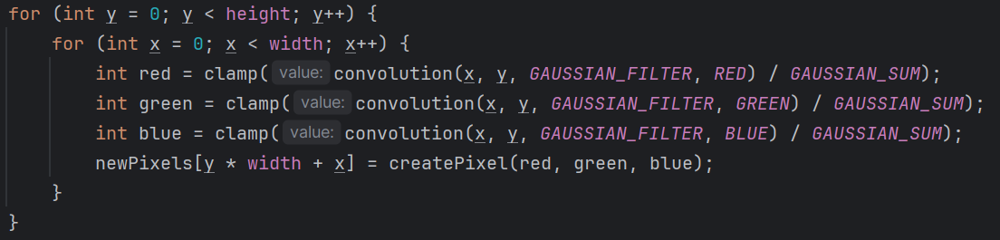 for (int y = 0; y < height; y++) {
    for (int x = 0; x < width; x++) {
        int red = clamp( value: convolution(x, y, GAUSSIAN_FILTER, RED) / GAUSSIAN_SUM);
        int green = clamp( value: convolution(x, y, GAUSSIAN_FILTER, GREEN) / GAUSSIAN_SUM);
        int blue = clamp( value: convolution(x, y, GAUSSIAN_FILTER, BLUE) / GAUSSIAN_SUM);
        newPixels[y * width + x] = createPixel(red, green, blue);
    }
}